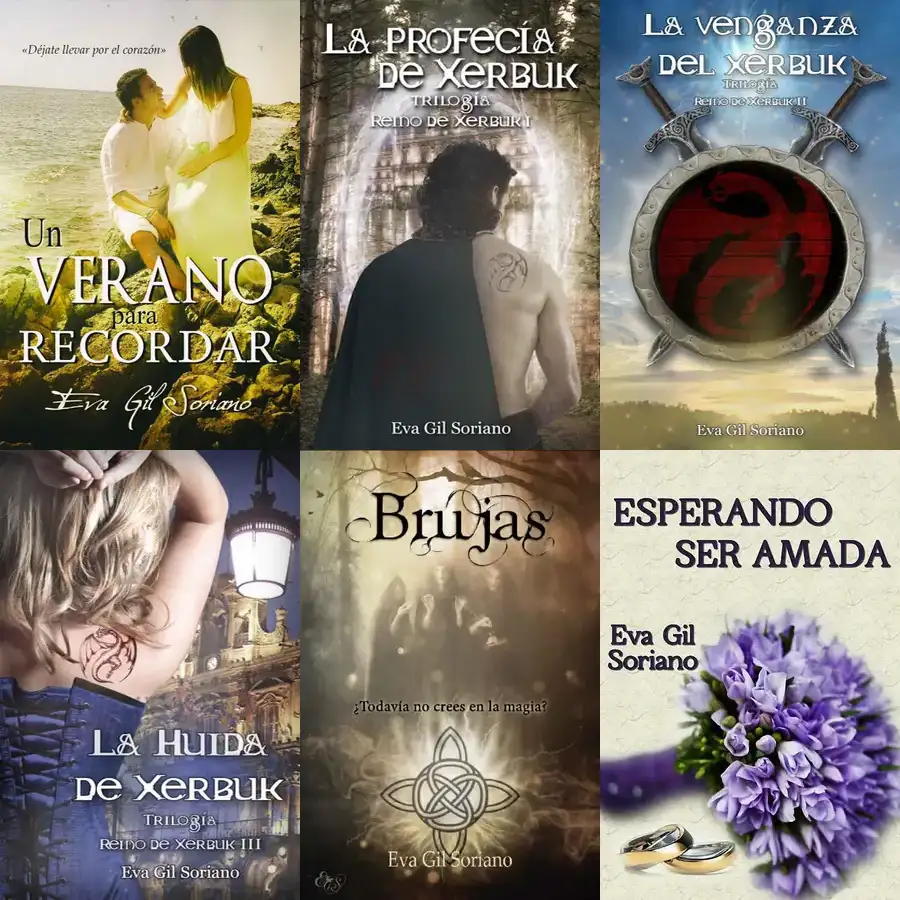 «Déjate llevar por el corazón»
Un
VERANO
para
RECORDAR
Eva Gil Soriano
La profecía
de Xerbuk
Trilogía
Reino de Xerbuk I
Eva Gil Soriano
La venganza
del Xerbuk
Trilogía
Reino de Xerbuk II
Eva Gil Soriano
La Huida
de Xerbuk
Trilogía
Reino de Xerbuk III
Eva Gil Soriano
Brujas
¿Todavía no crees en la magia?
Eva Gil Soriano
ESPERANDO
SER AMADA
Eva Gil
Soriano